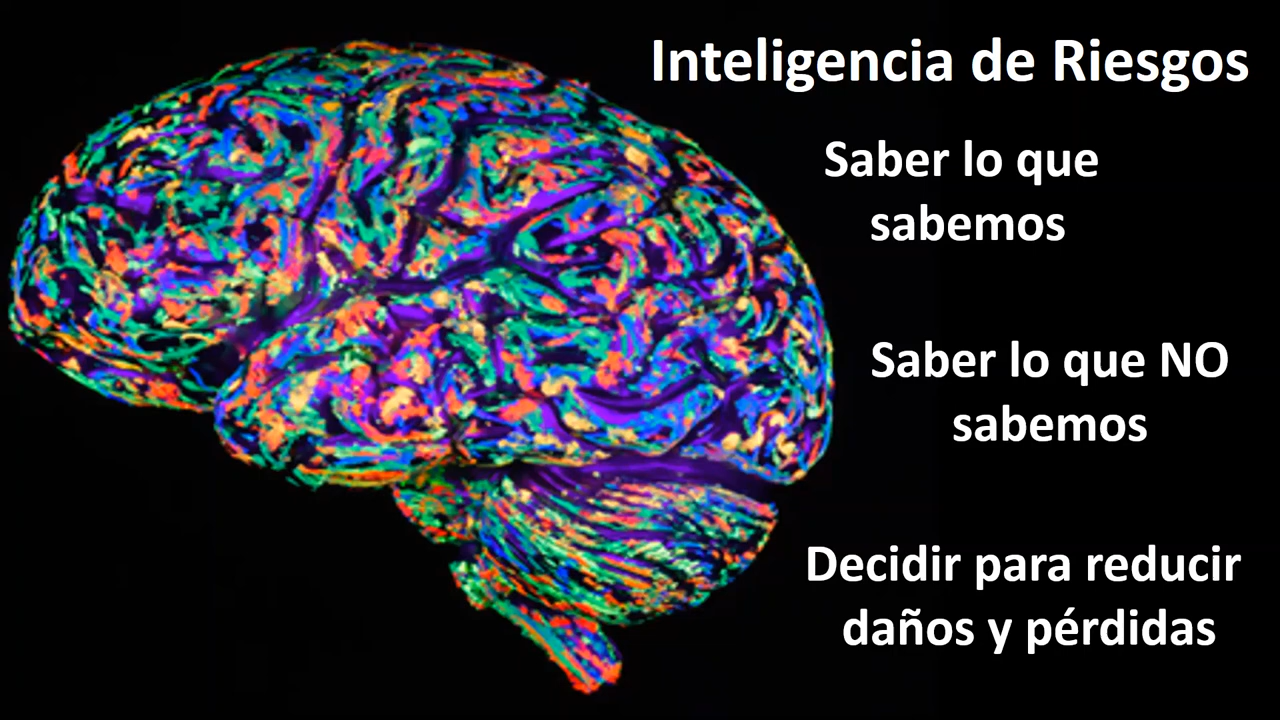 Inteligencia de Riesgos
Saber lo que
sabemos
Saber lo que NO
sabemos
Decidir para reducir
daños y pérdidas